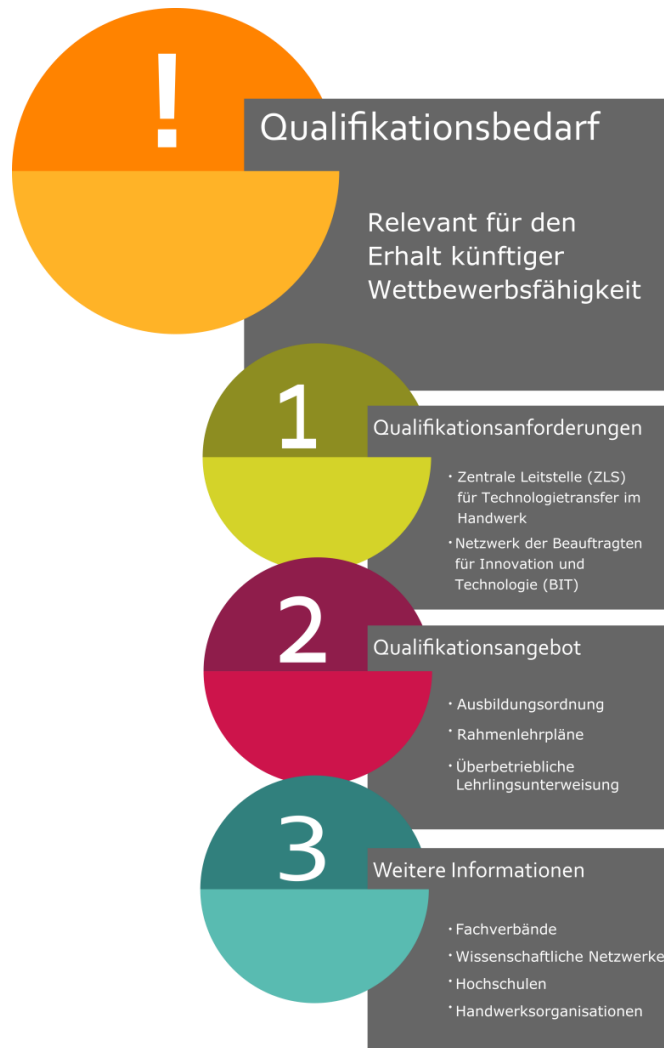 !
Qualifikationsbedarf
Relevant für den
Erhalt künftiger
Wettbewerbsfähigkeit
1
Qualifikationsanforderungen
· Zentrale Leitstelle (ZLS)
für Technologietransfer im
Handwerk
· Netzwerk der Beauftragten
für Innovation und
Technologie (BIT)
2
Qualifikationsangebot
· Ausbildungsordnung
· Rahmenlehrpläne
· Überbetriebliche
Lehrlingsunterweisung
3
Weitere Informationen
· Fachverbände
· Wissenschaftliche Netzwerke
· Hochschulen
· Handwerksorganisationen